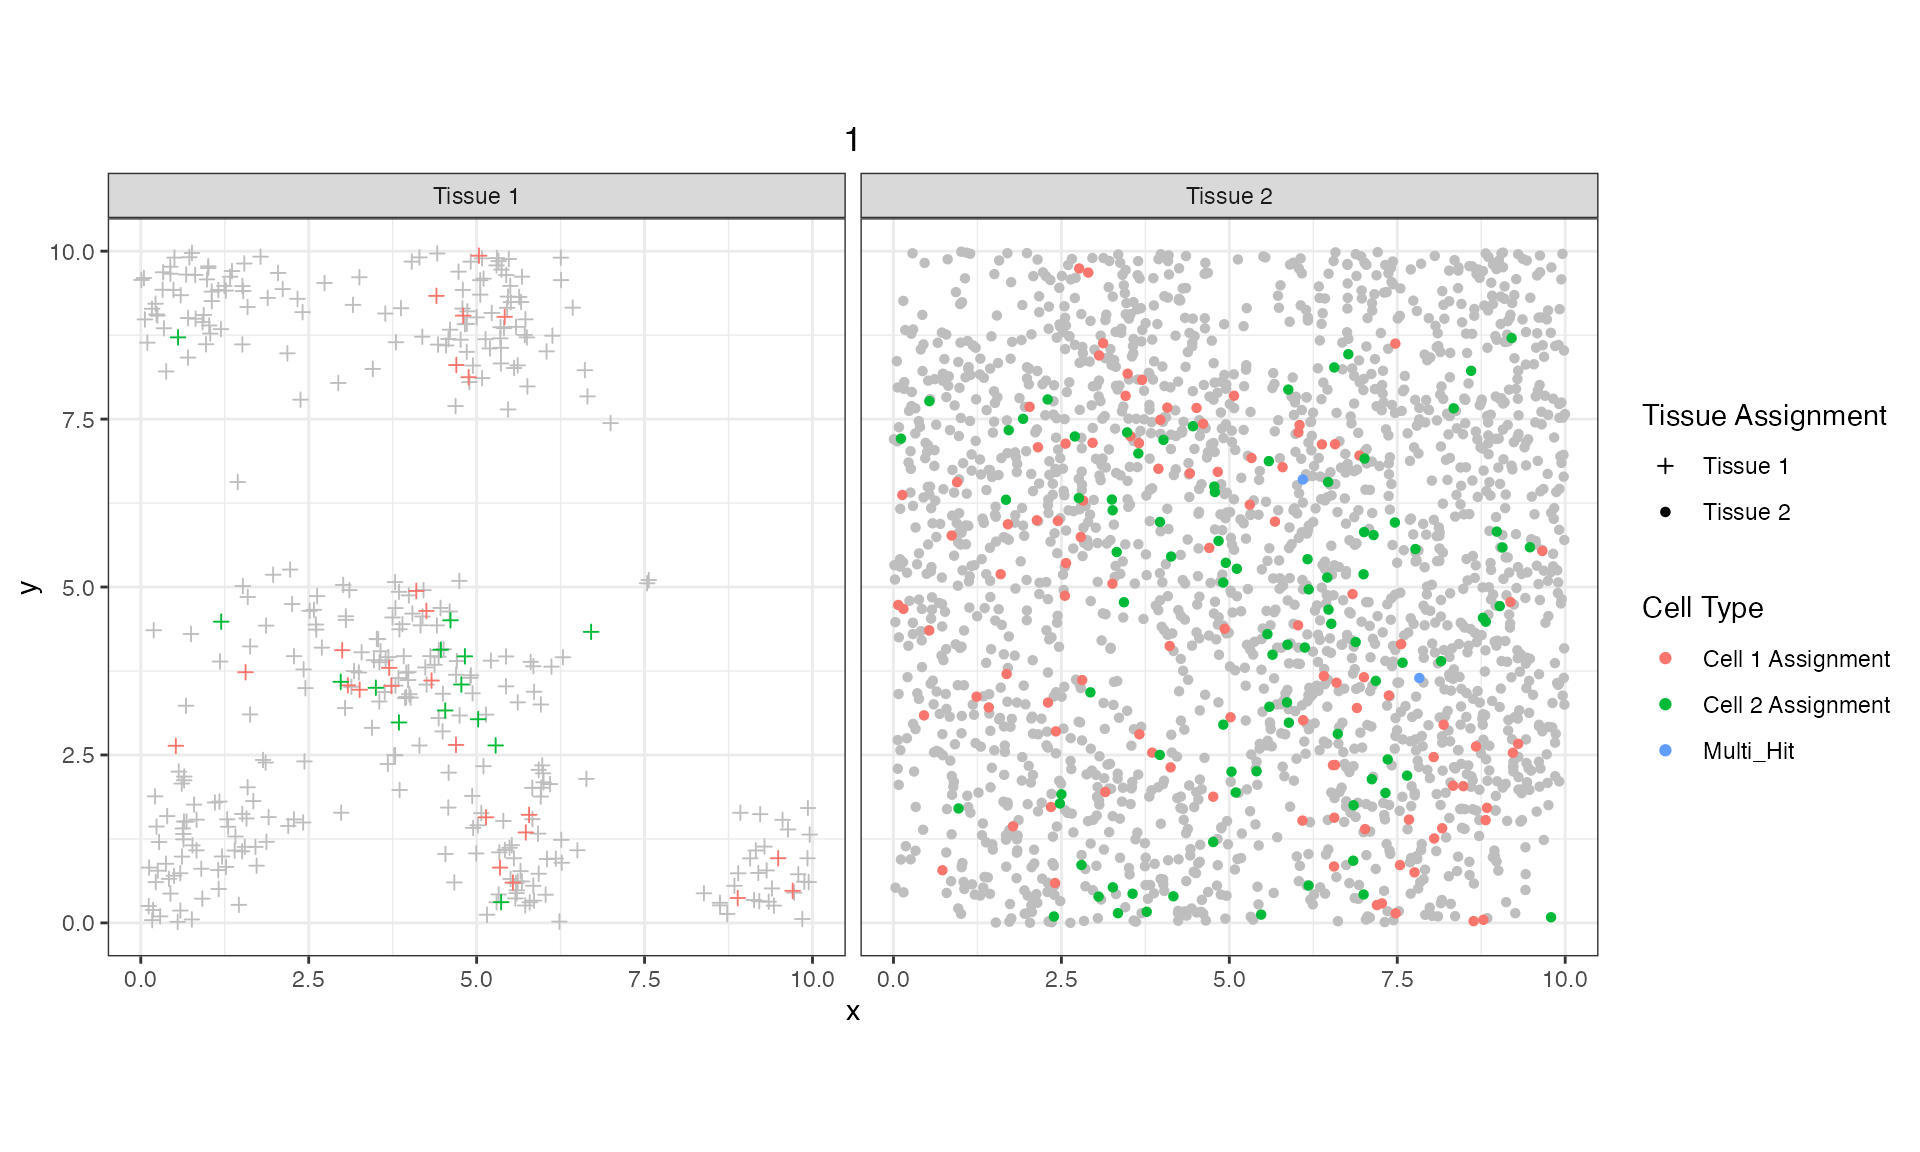 1
Tissue 1
Tissue 2
y
10.0
7.5
5.0
2.5
0.0
0.0 2.5 5.0 7.5 10.0
0.0 2.5 5.0 7.5 10.0
x
Tissue Assignment
Tissue 1
Tissue 2
Cell Type
Cell 1 Assignment
Cell 2 Assignment
Multi_Hit